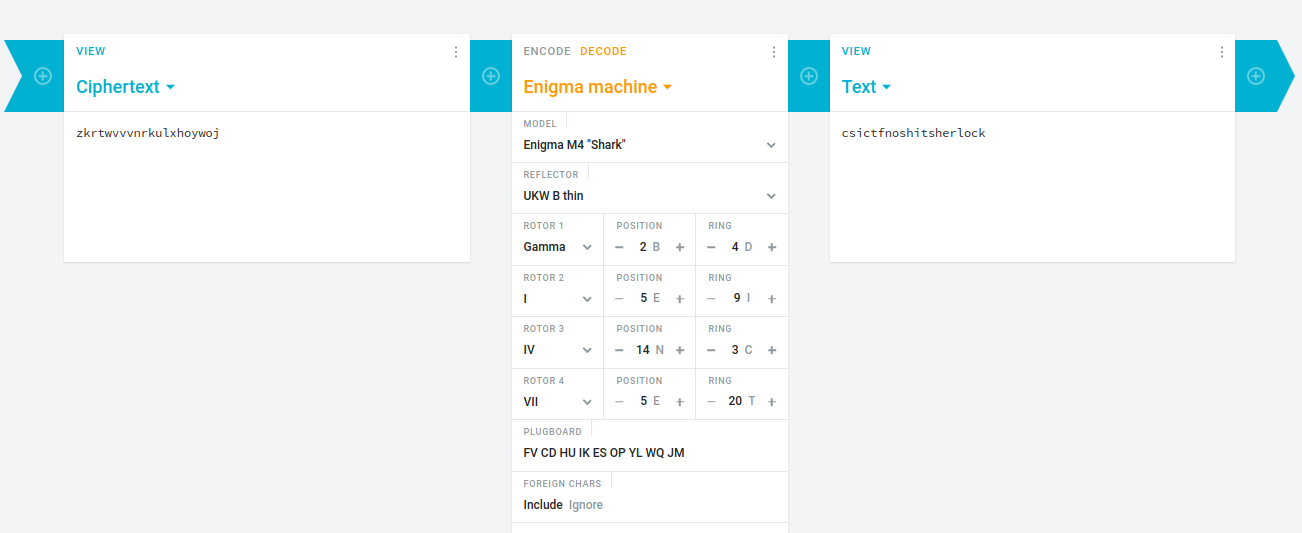 VIEW
Ciphertext
zkrtwvvvnrkulxhoywoj
ENCODE DECODE
Enigma machine
MODEL
Enigma M4 "Shark"
REFLECTOR
UKW B thin
ROTOR 1 POSITION RING
Gamma − 2 B + − 4 D +
ROTOR 2 POSITION RING
I − 5 E + − 9 I +
ROTOR 3 POSITION RING
IV − 14 N + − 3 C +
ROTOR 4 POSITION RING
VII − 5 E + − 20 T +
PLUGBOARD
FV CD HU IK ES OP YL WQ JM
FOREIGN CHARS
Include Ignore
VIEW
Text
csictfnoshitsherlock